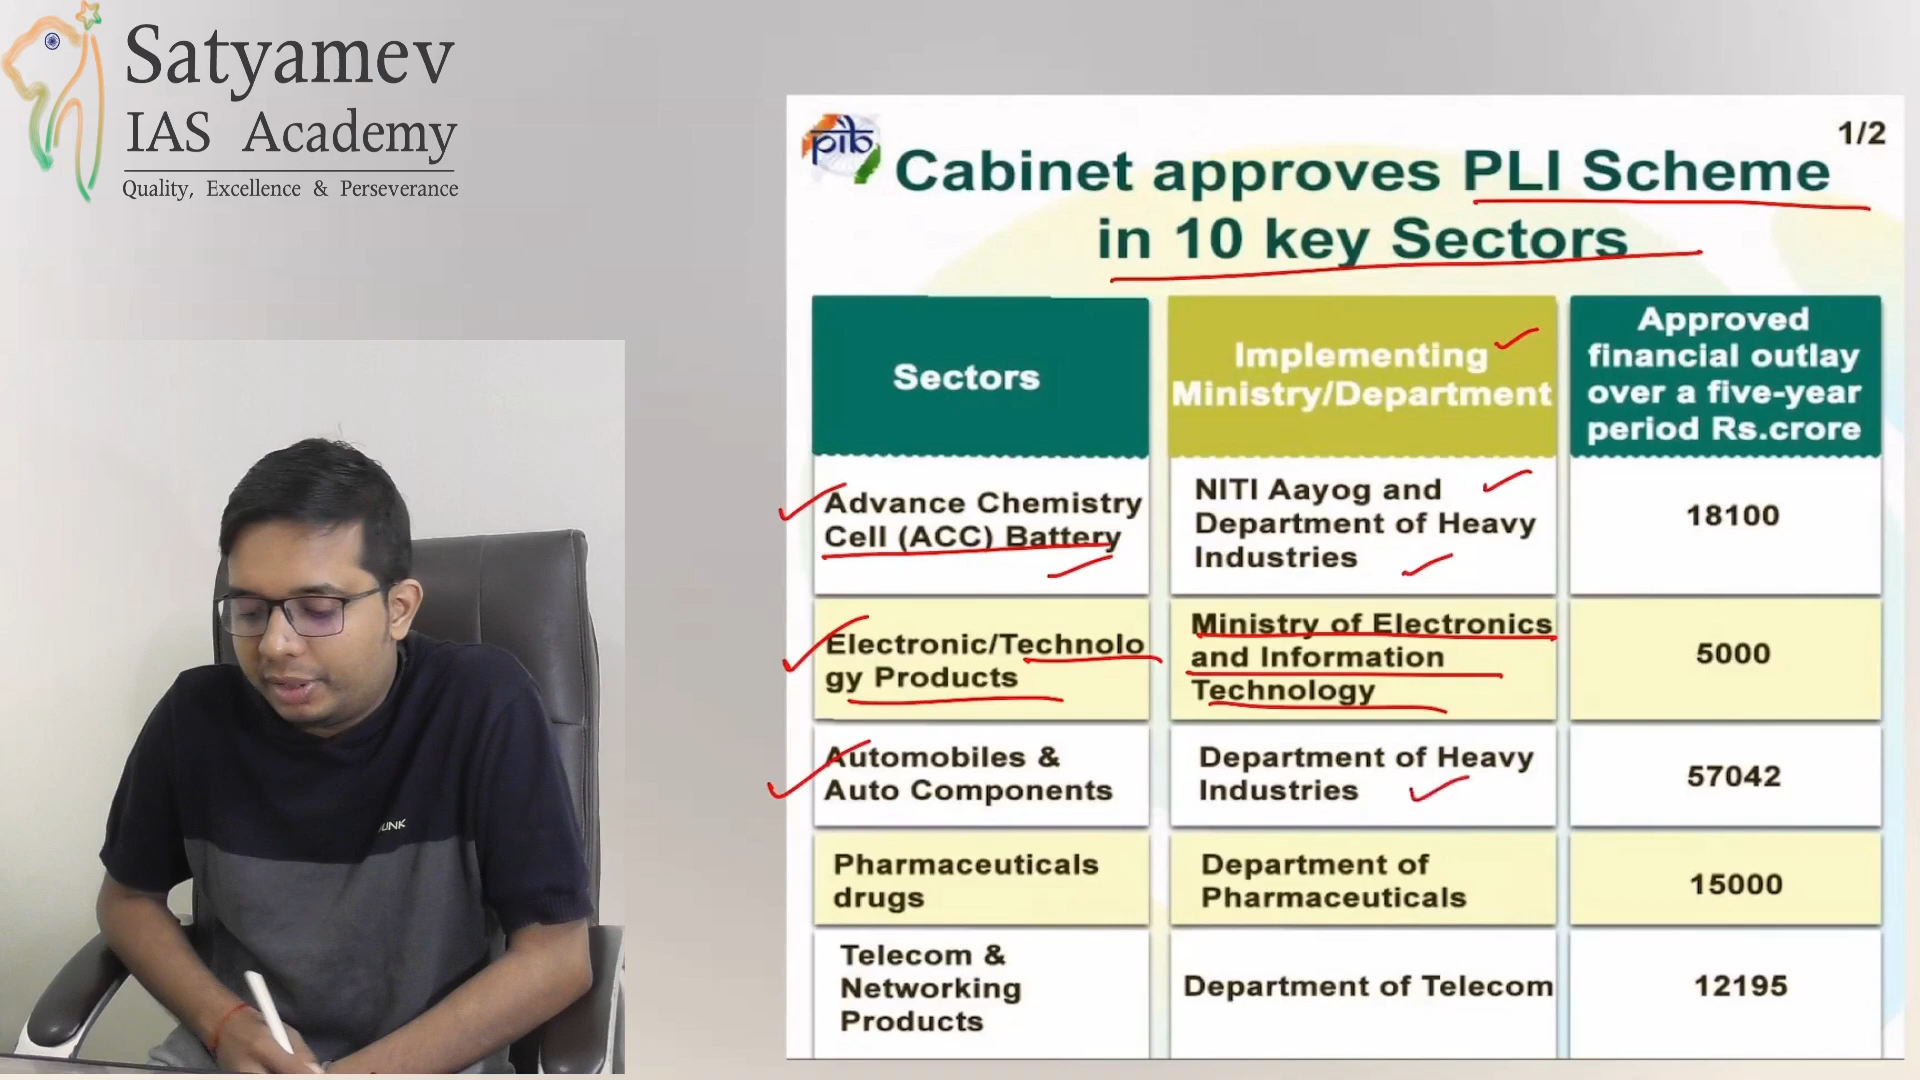 Satyamev
IAS Academy
Quality, Excellence & Perseverance
pib
1/2
Cabinet approves PLI Scheme
in 10 key Sectors
Sectors
Implementing
Ministry/Department
Approved
financial outlay
over a five-year
period Rs.crore
Advance Chemistry
Cell (ACC) Battery
NITI Aayog and
Department of Heavy
Industries
18100
Electronic/Technolo
gy Products
Ministry of Electronics
and Information
Technology
5000
Automobiles &
Auto Components
Department of Heavy
Industries
57042
Pharmaceuticals
drugs
Department of
Pharmaceuticals
15000
Telecom &
Networking
Products
Department of Telecom
12195